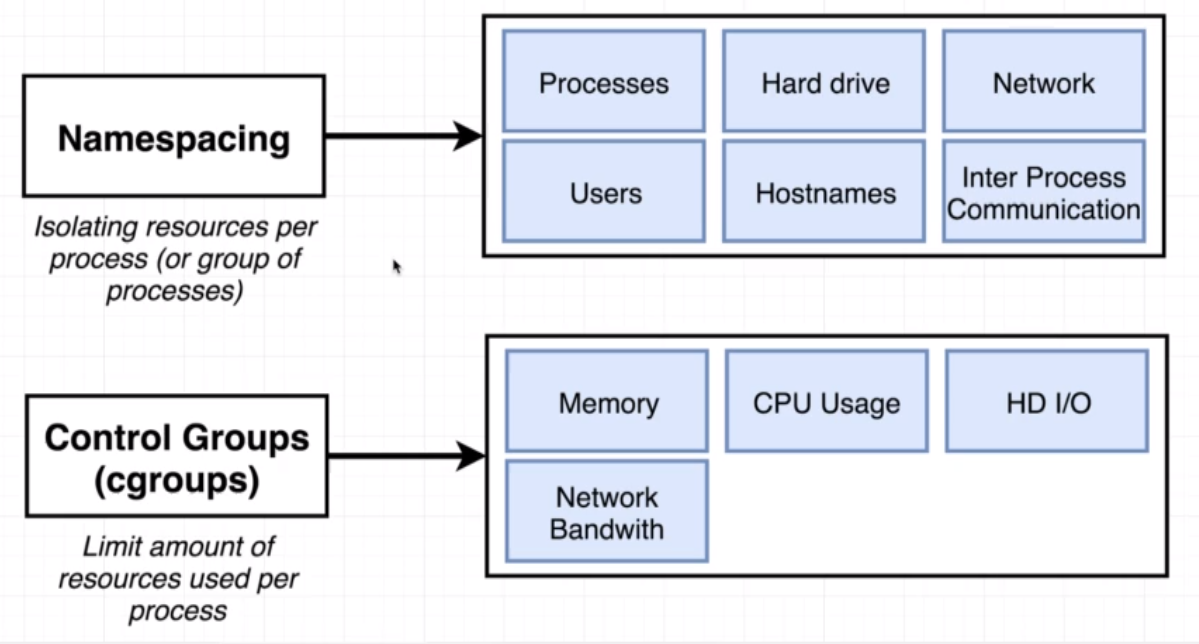 Namespacing
Isolating resources per
process (or group of
processes)
Processes
Hard drive
Network
Users
Hostnames
Inter Process
Communication
Control Groups
(cgroups)
Limit amount of
resources used per
process
Memory
CPU Usage
HD I/O
Network
Bandwith